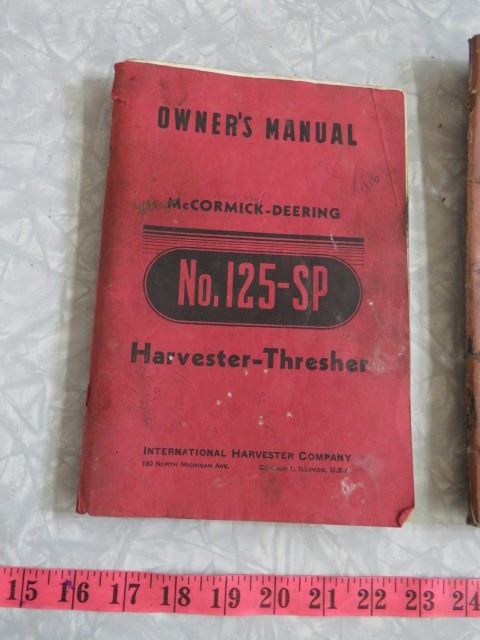 OWNER'S MANUAL
McCORMICK-DEERING
No. 125-SP
Harvester-Thresher
INTERNATIONAL HARVESTER COMPANY
180 NORTH MICHIGAN AVE. CHICAGO 1, ILLINOIS, U.S.A.
15 16 17 18 19 20 21 22 23 24